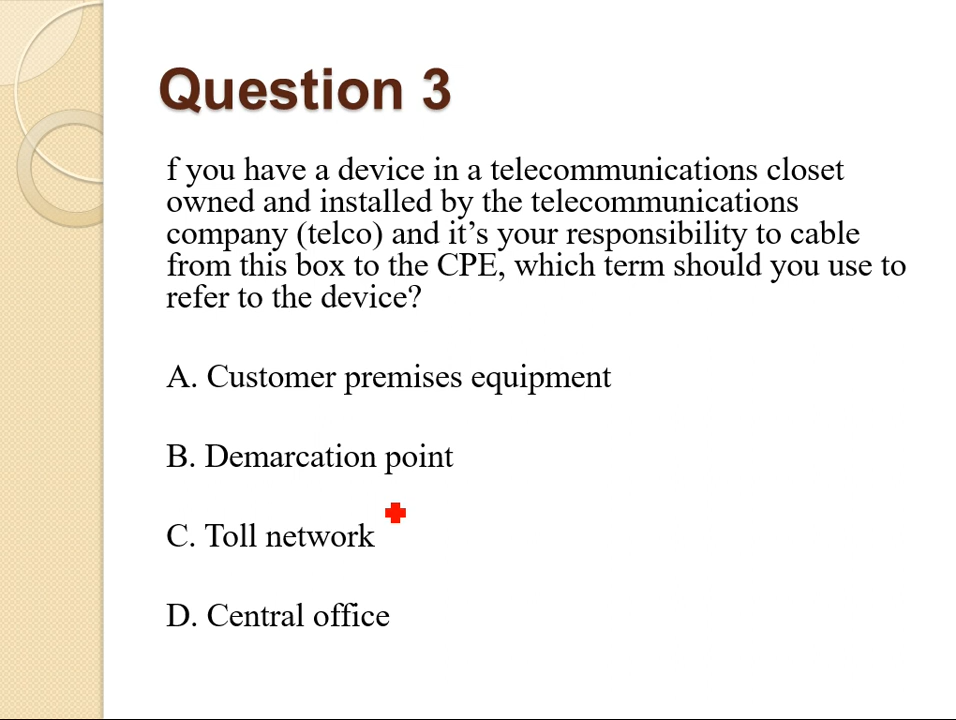 Question 3
f you have a device in a telecommunications closet
owned and installed by the telecommunications
company (telco) and it’s your responsibility to cable
from this box to the CPE, which term should you use to
refer to the device?
A. Customer premises equipment
B. Demarcation point
C. Toll network
D. Central office